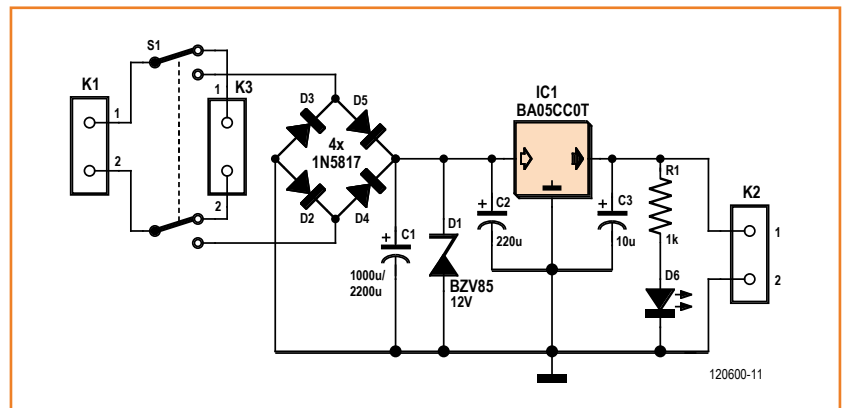 S1
K1
1
2
1
K3
2
D3
D5
4x
1N5817
D2
D4
+
C1
1000u/
2200u
D1
BZV85
12V
+
C2
220u
IC1
BA05CC0T
+
C3
10u
R1
1k
D6
K2
1
2
120600-11